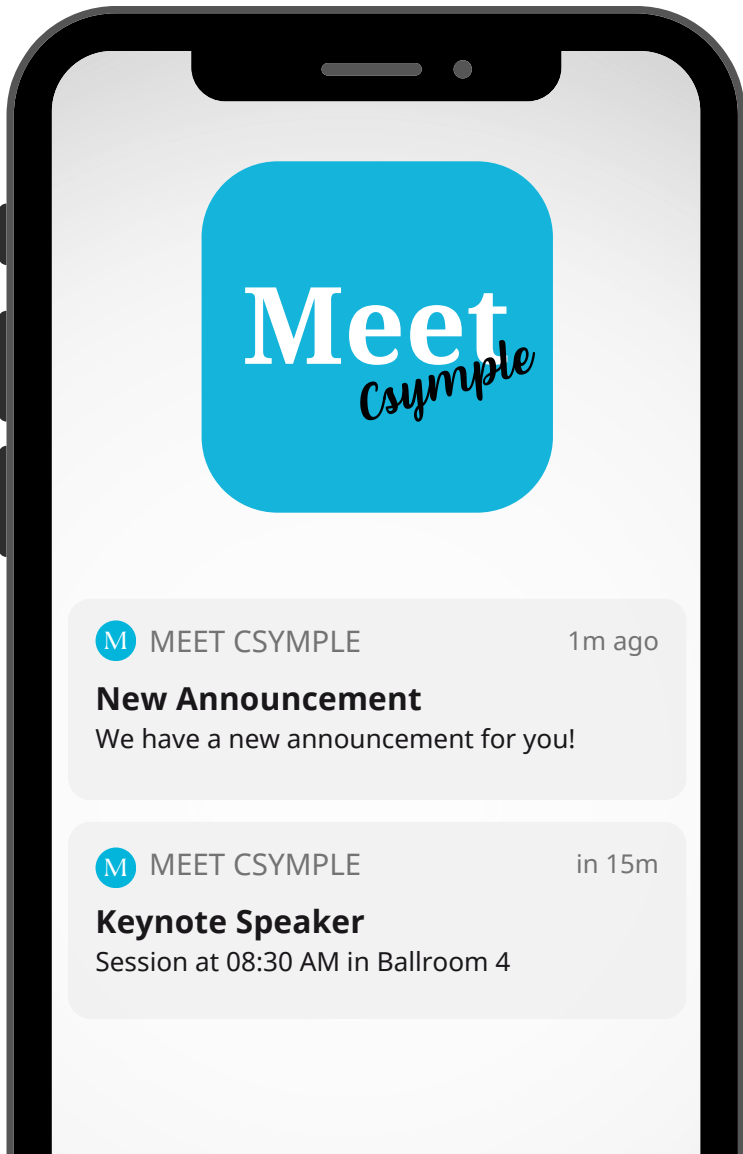 Meet
Csymple
M MEET CSYMPLE 1m ago
New Announcement
We have a new announcement for you!
M MEET CSYMPLE in 15m
Keynote Speaker
Session at 08:30 AM in Ballroom 4